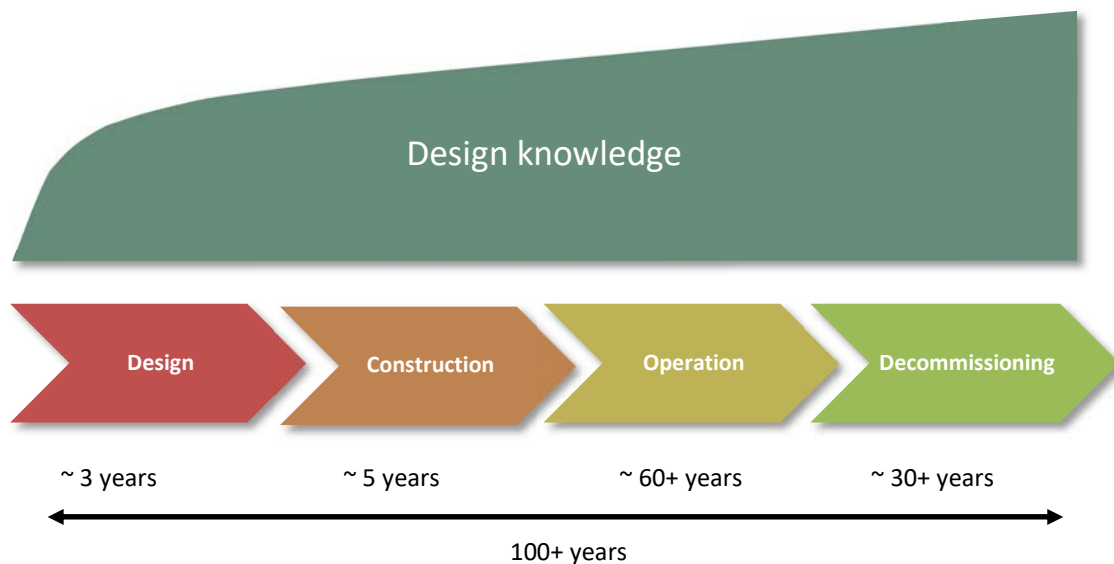 Design knowledge
Design
Construction
Operation
Decommissioning
~ 3 years
~ 5 years
~ 60+ years
~ 30+ years
100+ years